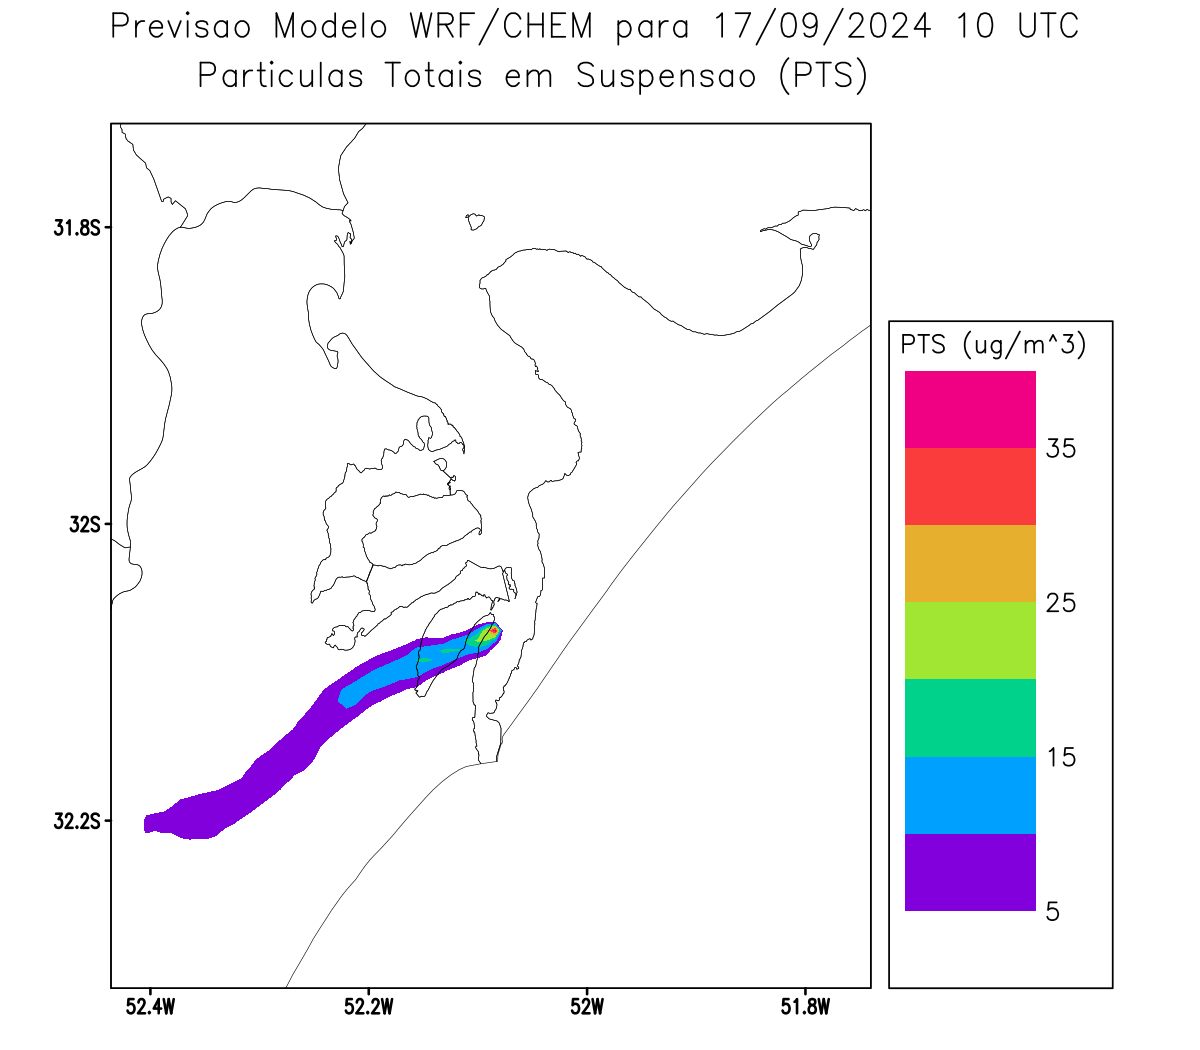 Previsao Modelo WRF/CHEM para 17/09/2024 10 UTC
Particulas Totais em Suspensao (PTS)
31.8S
32S
32.2S
52.4W
52.2W
52W
51.8W
PTS (ug/m^3)
35
25
15
5